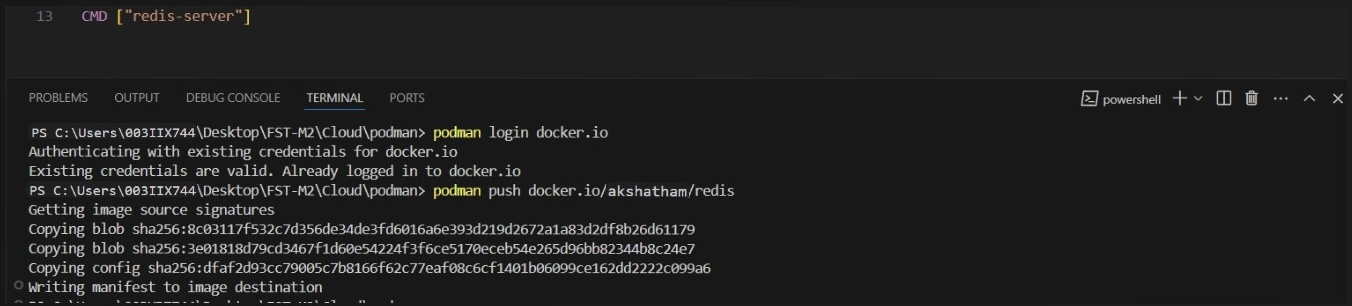 13 CMD ["redis-server"]
PROBLEMS OUTPUT DEBUG CONSOLE TERMINAL PORTS powershell
PS C:\Users\003IIX744\Desktop\FST-M2\Cloud\podman> podman login docker.io
Authenticating with existing credentials for docker.io
Existing credentials are valid. Already logged in to docker.io
PS C:\Users\003IIX744\Desktop\FST-M2\Cloud\podman> podman push docker.io/akshatham/redis
Getting image source signatures
Copying blob sha256:8c03117f532c7d356de34de3fd6016a6e393d219d2672a1a83d2df8b26d61179
Copying blob sha256:3e01818d79cd3467f1d60e54224f3f6ce5170eceb54e265d96bb82344b8c24e7
Copying config sha256:dfaf2d93cc79005c7b8166f62c77eaf08c6cf1401b06099ce162dd2222c099a6
Writing manifest to image destination